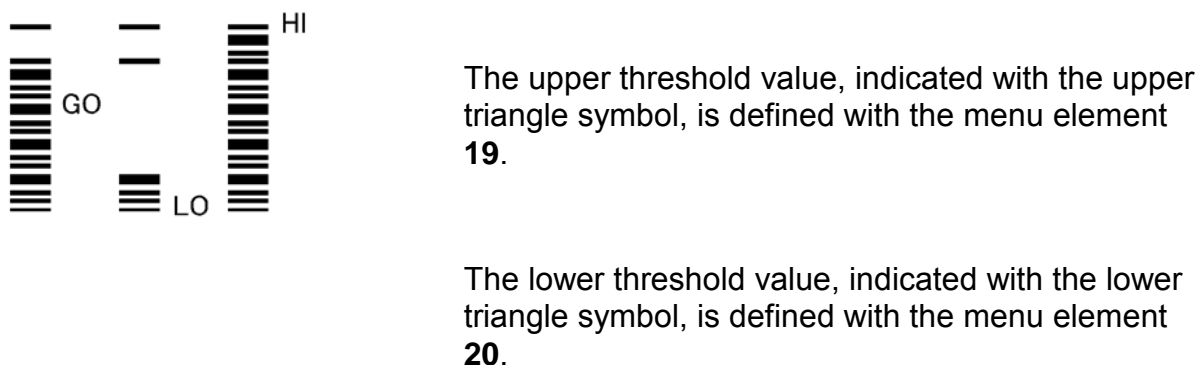 HI
GO
LO
The upper threshold value, indicated with the upper
triangle symbol, is defined with the menu element
19.
The lower threshold value, indicated with the lower
triangle symbol, is defined with the menu element
20.